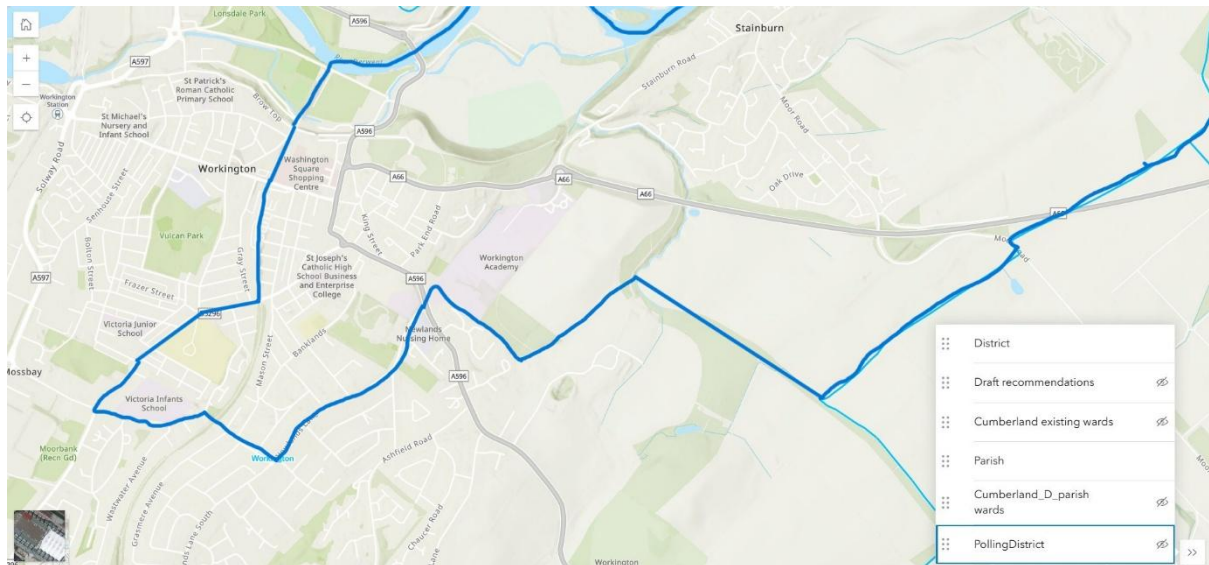 Lonsdale Park
A596
Stainburn
A597
River Derwent
Stainburn Road
St Patrick's
Roman Catholic
Primary School
Workington
Station
Brow Top
Moor Road
St Michael's
Nursery and
Infant School
A596
Solway Road
Washington
Square
Shopping
Centre
Workington
A66
A66
Oak Drive
A66
Senhouse Street
King Street
Park End Road
Vulcan Park
Bolton Street
Gray Street
St Joseph's
Catholic High
School Business
and Enterprise
College
Workington
Academy
A597
A596
Frazer Street
Victoria Junior
School
Newlands
Nursing Home
Banklands
Mossbay
Mason Street
A596
Victoria Infants
School
Moorbank
(Recn Gd)
Workington
Ashfield Road
Westwater Avenue
Grasmere Avenue
Chaucer Road
Workington
District
Draft recommendations
Cumberland existing wards
Parish
Cumberland_D_parish
wards
PollingDistrict